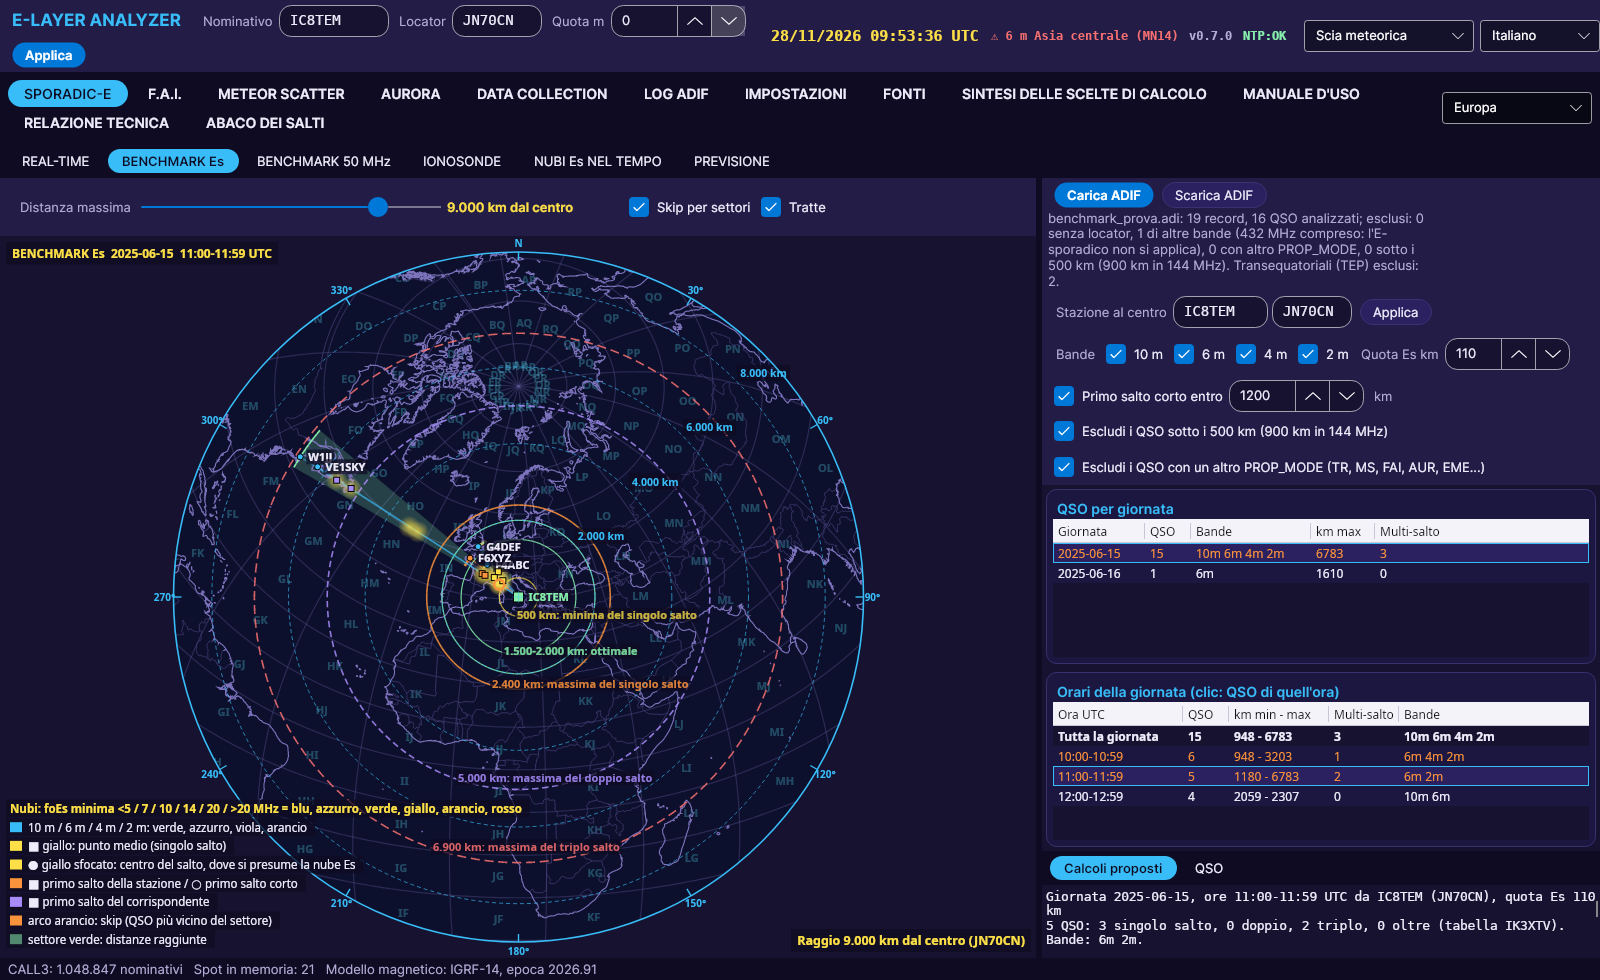 E-LAYER ANALYZER
Nominativo IC8TEM Locator JN70CN Quota m 0
28/11/2026 09:53:36 UTC ⚠ 6 m Asia centrale (MN14) v0.7.0 NTP:OK Scia meteorica Italiano
Applica
SPORADIC-E F.A.I. METEOR SCATTER AURORA DATA COLLECTION LOG ADIF IMPOSTAZIONI FONTI SINTESI DELLE SCELTE DI CALCOLO MANUALE D'USO
RELAZIONE TECNICA ABACO DEI SALTI
Europa
REAL-TIME BENCHMARK Es BENCHMARK 50 MHz IONOSONDE NUBI Es NEL TEMPO PREVISIONE
Distanza massima 9.000 km dal centro Skip per settori Tratte
BENCHMARK Es 2025-06-15 11:00-11:59 UTC
N
330° 30°
8.000 km
300° 60°
6.000 km
W1
VE1SKY
4.000 km
2.000 km
G4DEF
F6XYZ
ABC
270° IC8TEM 90°
500 km: minima del singolo salto
1.500-2.000 km: ottimale
2.400 km: massima del singolo salto
240° 120°
5.000 km: massima del doppio salto
6.900 km: massima del triplo salto
210° 150°
180°
Nubi: foEs minima <5 / 7 / 10 / 14 / 20 / >20 MHz = blu, azzurro, verde, giallo, arancio, rosso
10 m / 6 m / 4 m / 2 m: verde, azzurro, viola, arancio
giallo: punto medio (singolo salto)
giallo sfocato: centro del salto, dove si presume la nube Es
primo salto della stazione / ○ primo salto corto
primo salto del corrispondente
arco arancio: skip (QSO più vicino del settore)
settore verde: distanze raggiunte
Raggio 9.000 km dal centro (JN70CN)
Carica ADIF Scarica ADIF
benchmark_prova.adi: 19 record, 16 QSO analizzati; esclusi: 0
senza locator, 1 di altre bande (432 MHz compreso: l'E-
sporadico non si applica), 0 con altro PROP_MODE, 0 sotto i
500 km (900 km in 144 MHz). Transequatoriali (TEP) esclusi:
2.
Stazione al centro IC8TEM JN70CN Applica
Bande 10 m 6 m 4 m 2 m Quota Es km 110
Primo salto corto entro 1200 km
Escludi i QSO sotto i 500 km (900 km in 144 MHz)
Escludi i QSO con un altro PROP_MODE (TR, MS, FAI, AUR, EME...)
QSO per giornata
Giornata QSO Bande km max Multi-salto
2025-06-15 15 10m 6m 4m 2m 6783 3
2025-06-16 1 6m 1610 0
Orari della giornata (clic: QSO di quell'ora)
Ora UTC QSO km min - max Multi-salto Bande
Tutta la giornata 15 948 - 6783 3 10m 6m 4m 2m
10:00-10:59 6 948 - 3203 1 6m 4m 2m
11:00-11:59 5 1180 - 6783 2 6m 2m
12:00-12:59 4 2059 - 2307 0 10m 6m
Calcoli proposti QSO
Giornata 2025-06-15, ore 11:00-11:59 UTC da IC8TEM (JN70CN), quota Es 110
km
5 QSO: 3 singolo salto, 0 doppio, 2 triplo, 0 oltre (tabella IK3XTV).
Bande: 6m 2m.
CALL3: 1.048.847 nominativi Spot in memoria: 21 Modello magnetico: IGRF-14, epoca 2026.91